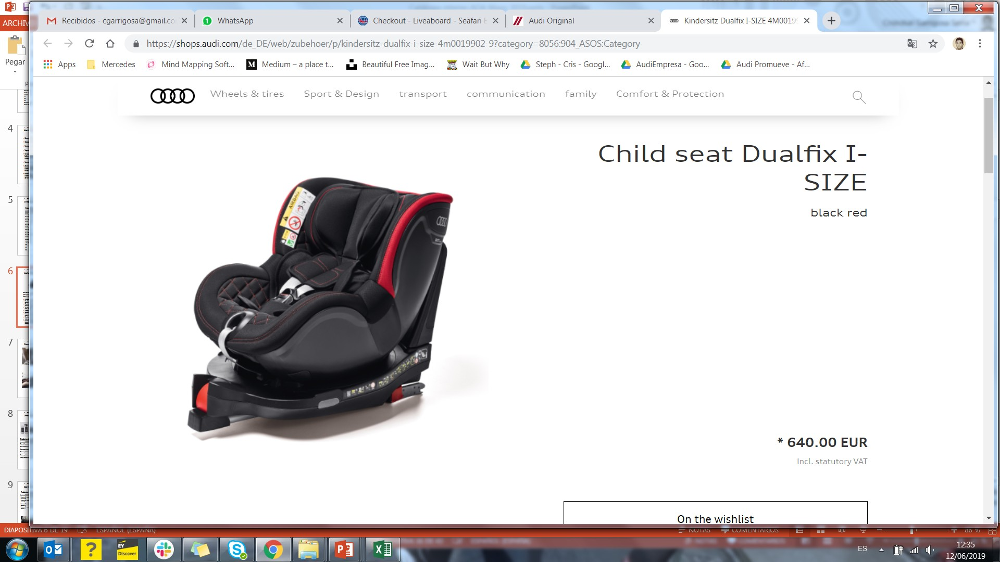 ARCHIV
Recibidos - cgarrigosa@gmail.co
WhatsApp
Checkout - Liveaboard - Seafari E
Audi Original
Kindersitz Dualfix I-SIZE 4M00199
https://shops.audi.com/de_DE/web/zubehoer/p/kindersitz-dualfix-i-size-4m0019902-9?category=8056:904_ASOS:Category
Pegar
Apps
Mercedes
Mind Mapping Soft...
Medium – a place t...
Beautiful Free Imag...
Wait But Why
Steph - Cris - Googl...
AudiEmpresa - Goo...
Audi Promueve - Af...
Wheels & tires
Sport & Design
transport
communication
family
Comfort & Protection
4
5
6
7
8
9
Child seat Dualfix I-
SIZE
black red
AIRBAG
* 640.00 EUR
Incl. statutory VAT
On the wishlist
DIAPOSITIVA 6 DE 19
ESPAÑOL (ESPAÑA)
NOTAS
COMENTARIOS
86 %
EY
Discover
ES
12:35
12/06/2019